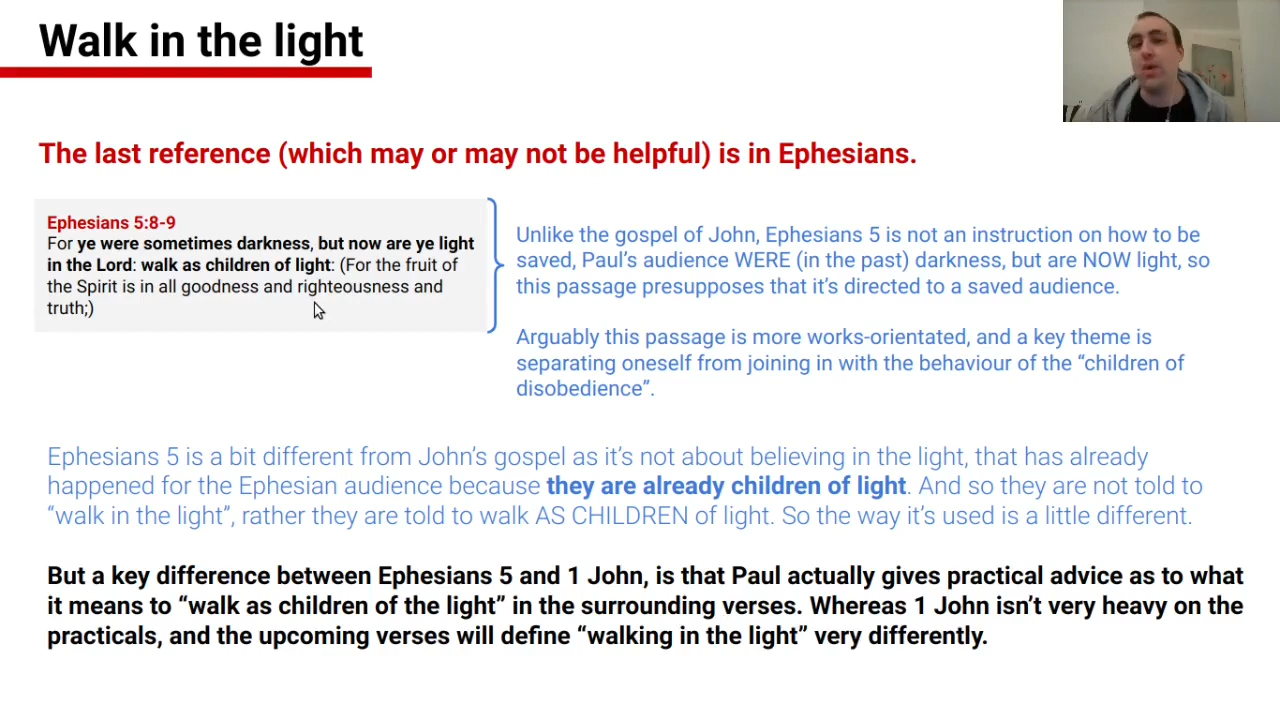 Walk in the light
The last reference (which may or may not be helpful) is in Ephesians.
Ephesians 5:8-9
For ye were sometimes darkness, but now are ye light
in the Lord: walk as children of light: (For the fruit of
the Spirit is in all goodness and righteousness and
truth;)
Unlike the gospel of John, Ephesians 5 is not an instruction on how to be
saved, Paul's audience WERE (in the past) darkness, but are NOW light, so
this passage presupposes that it's directed to a saved audience.
Arguably this passage is more works-orientated, and a key theme is
separating oneself from joining in with the behaviour of the “children of
disobedience”.
Ephesians 5 is a bit different from John's gospel as it's not about believing in the light, that has already
happened for the Ephesian audience because they are already children of light. And so they are not told to
“walk in the light”, rather they are told to walk AS CHILDREN of light. So the way it's used is a little different.
But a key difference between Ephesians 5 and 1 John, is that Paul actually gives practical advice as to what
it means to “walk as children of the light” in the surrounding verses. Whereas 1 John isn't very heavy on the
practicals, and the upcoming verses will define “walking in the light” very differently.